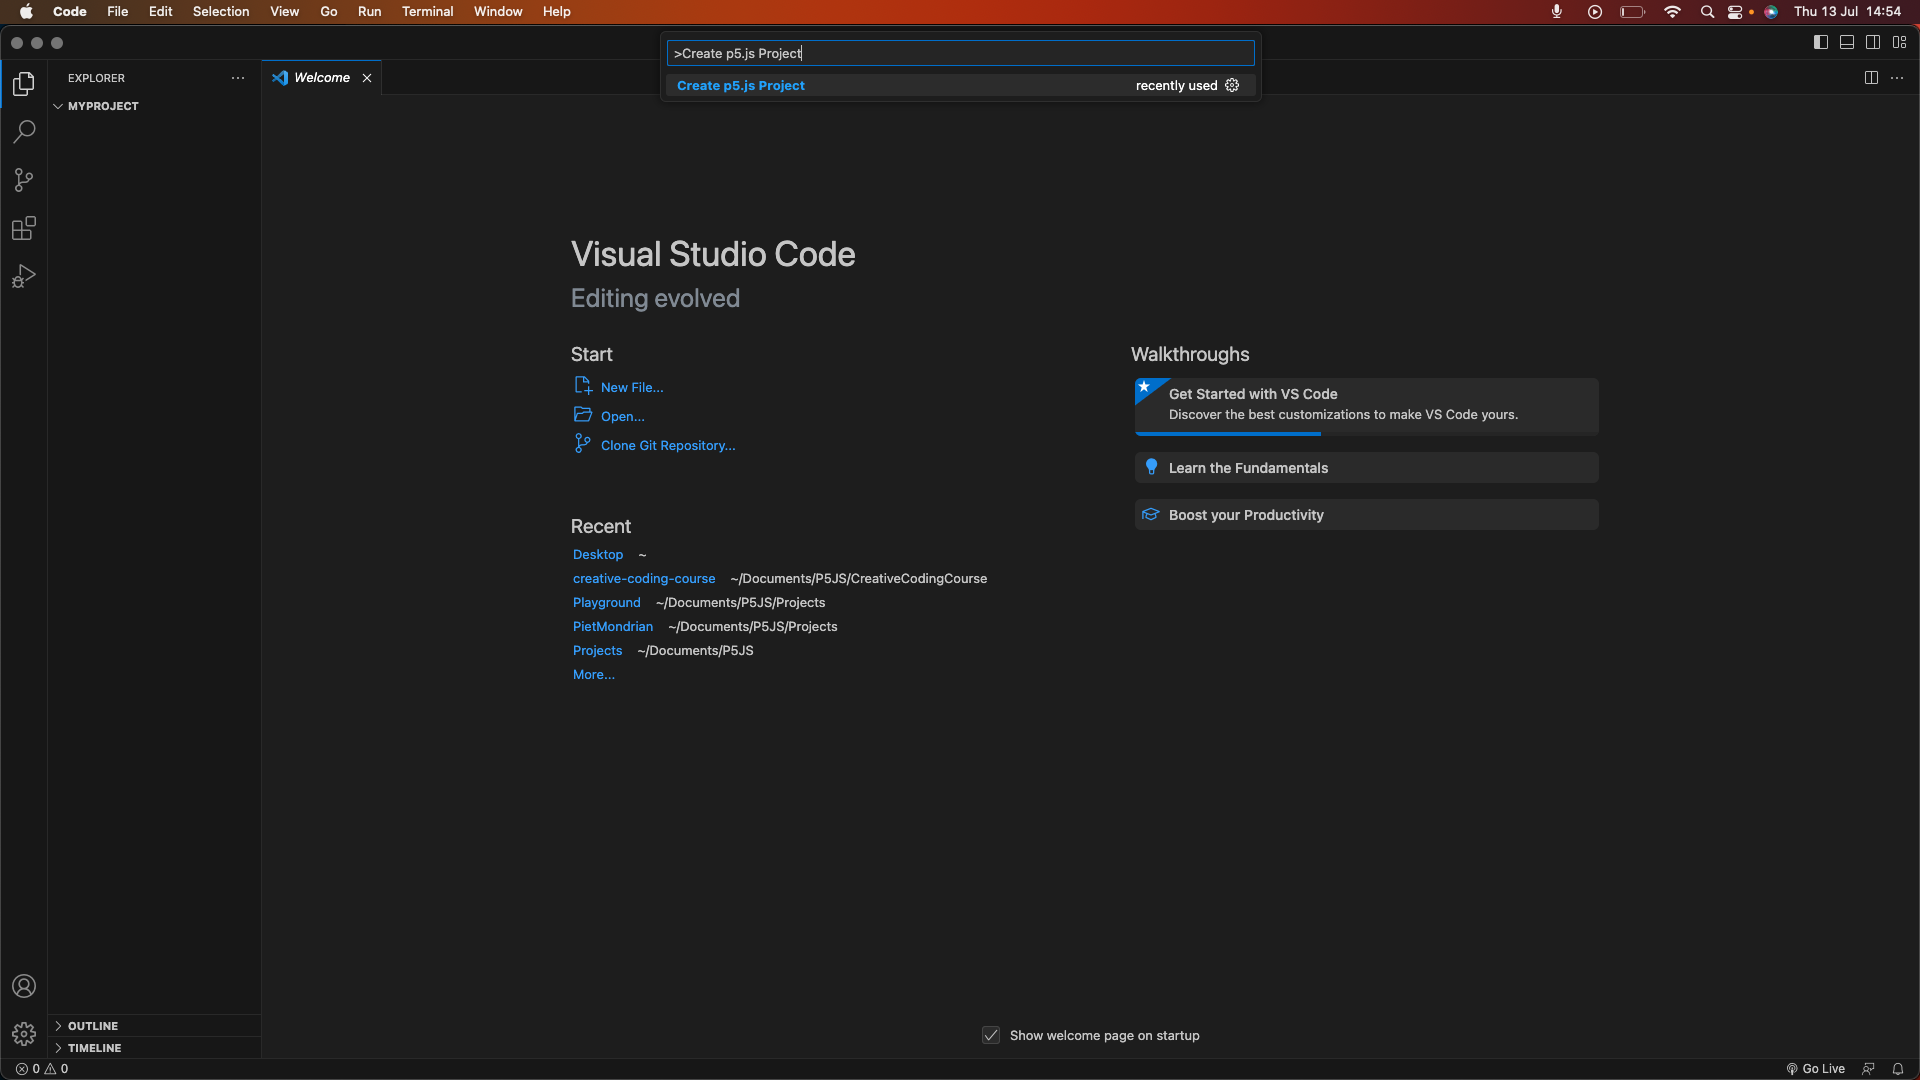 Code File Edit Selection View Go Run Terminal Window Help
Thu 13 Jul 14:54
>Create p5.js Project
Create p5.js Project recently used
EXPLORER
Welcome
MYPROJECT
Visual Studio Code
Editing evolved
Start
New File...
Open...
Clone Git Repository...
Recent
Desktop ~
creative-coding-course ~/Documents/P5JS/CreativeCodingCourse
Playground ~/Documents/P5JS/Projects
PietMondrian ~/Documents/P5JS/Projects
Projects ~/Documents/P5JS
More...
Walkthroughs
Get Started with VS Code
Discover the best customizations to make VS Code yours.
Learn the Fundamentals
Boost your Productivity
OUTLINE
TIMELINE
Show welcome page on startup
0 0
Go Live